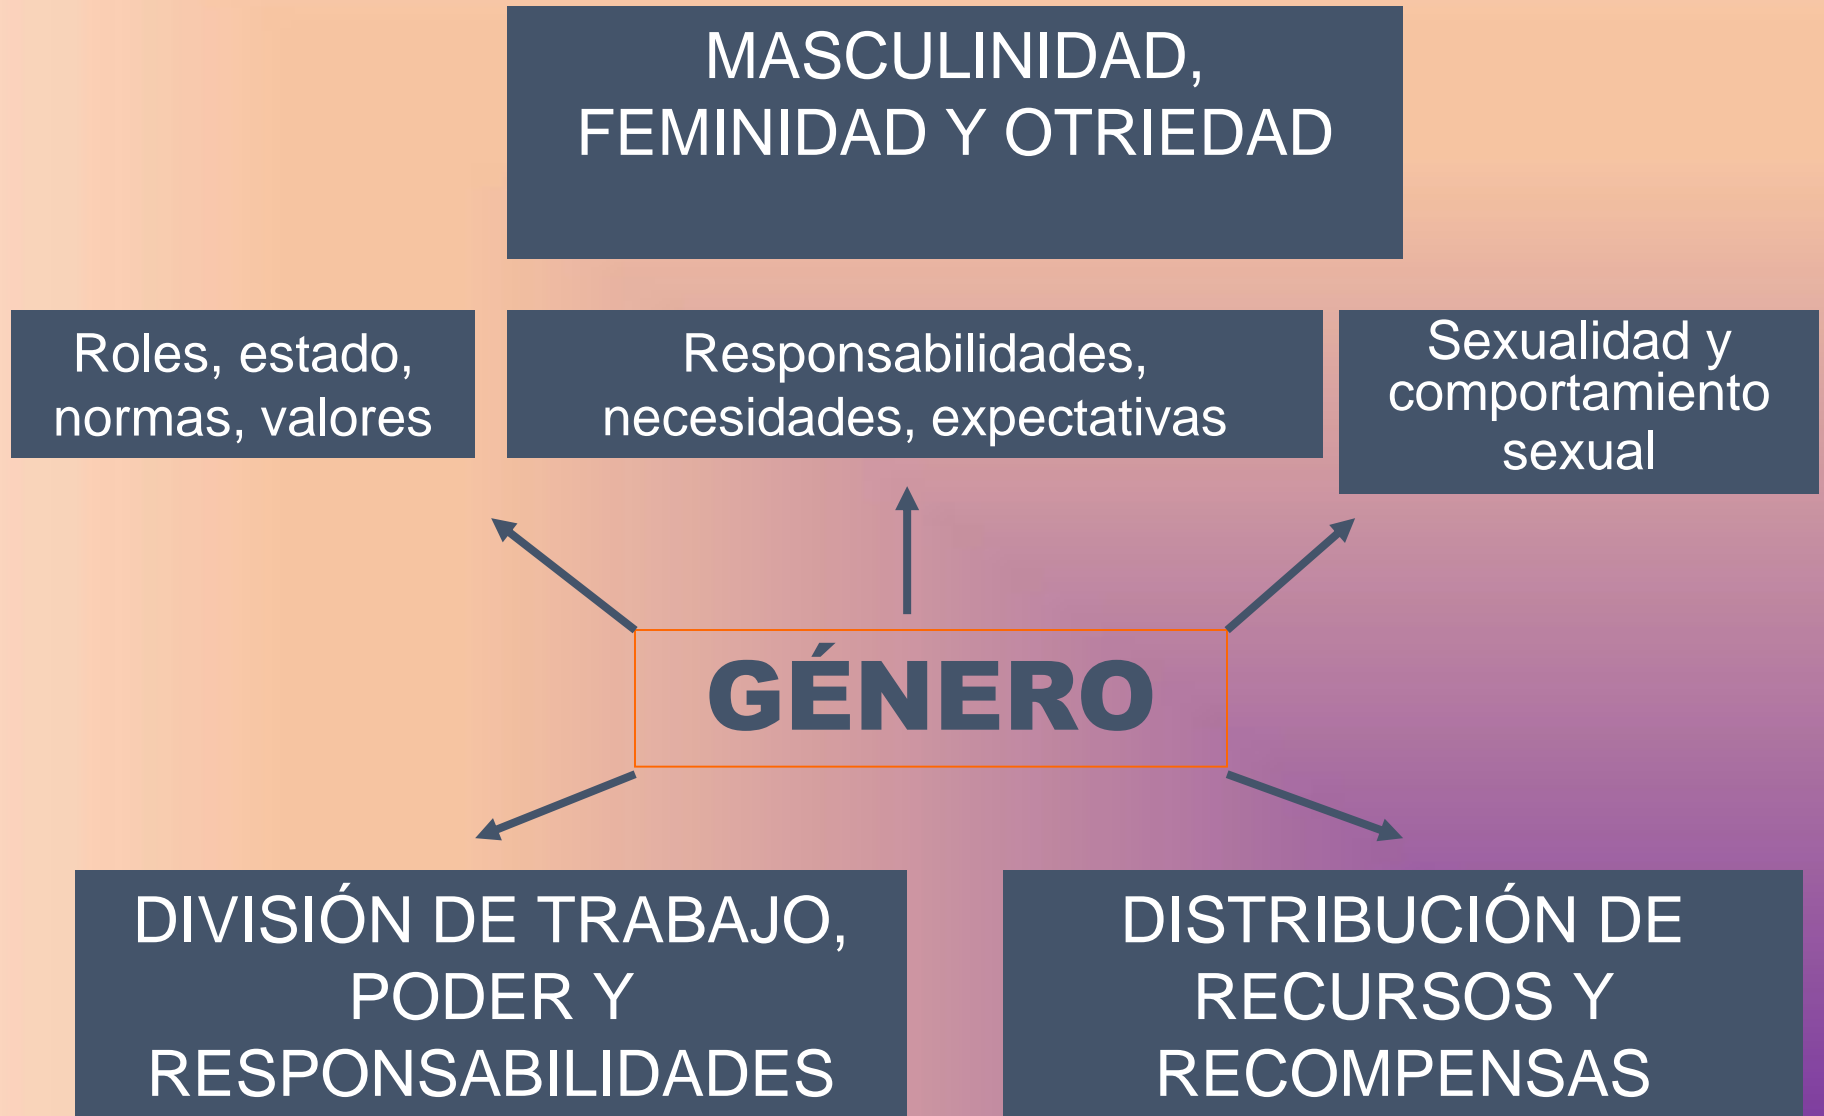 MASCULINIDAD,
FEMINIDAD Y OTRIEDAD
Roles, estado,
normas, valores
Responsabilidades,
necesidades, expectativas
Sexualidad y
comportamiento
sexual
GÉNERO
DIVISIÓN DE TRABAJO,
PODER Y
RESPONSABILIDADES
DISTRIBUCIÓN DE
RECURSOS Y
RECOMPENSAS